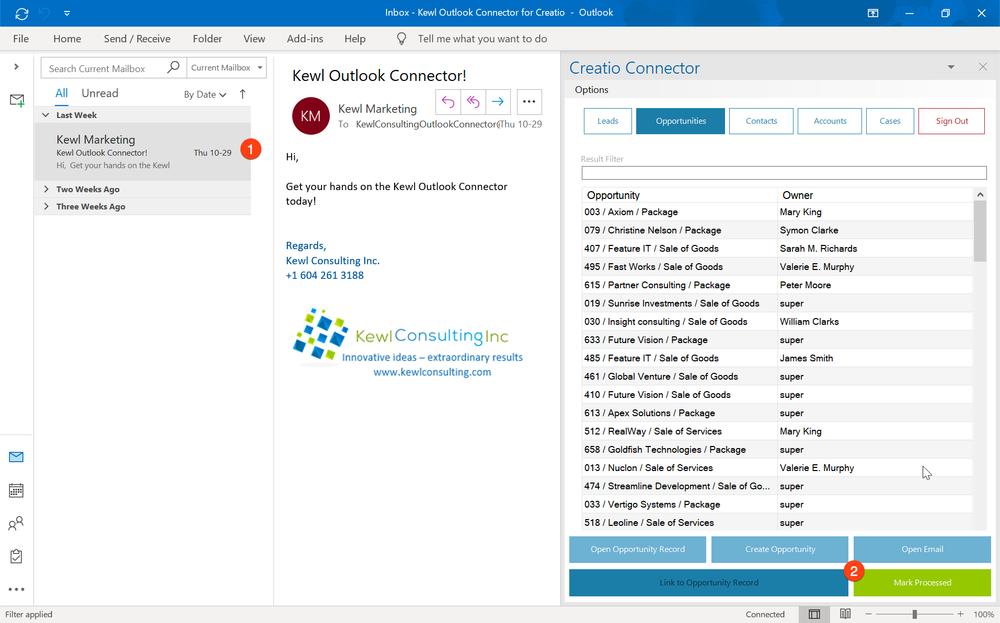 Inbox - Kewl Outlook Connector for Creatio - Outlook
File Home Send / Receive Folder View Add-ins Help Tell me what you want to do
Search Current Mailbox Current Mailbox
All Unread By Date
Last Week
Kewl Marketing
Kewl Outlook Connector! Thu 10-29
Hi, Get your hands on the Kewl
1
Two Weeks Ago
Three Weeks Ago
Kewl Outlook Connector!
KM
Kewl Marketing
To KewlConsultingOutlookConnector@ Thu 10-29
Hi,
Get your hands on the Kewl Outlook Connector
today!
Regards,
Kewl Consulting Inc.
+1 604 261 3188
KewlConsultingInc
Innovative ideas – extraordinary results
www.kewlconsulting.com
Creatio Connector
Options
Leads Opportunities Contacts Accounts Cases Sign Out
Result Filter
Opportunity Owner
003 / Axiom / Package Mary King
079 / Christine Nelson / Package Symon Clarke
407 / Feature IT / Sale of Goods Sarah M. Richards
495 / Fast Works / Sale of Goods Valerie E. Murphy
615 / Partner Consulting / Package Peter Moore
019 / Sunrise Investments / Sale of Goods super
030 / Insight consulting / Sale of Goods William Clarks
633 / Future Vision / Package super
485 / Feature IT / Sale of Goods James Smith
461 / Global Venture / Sale of Goods super
410 / Future Vision / Sale of Goods super
613 / Apex Solutions / Package super
512 / RealWay / Sale of Services Mary King
658 / Goldfish Technologies / Package super
013 / Nuclon / Sale of Services Valerie E. Murphy
474 / Streamline Development / Sale of Go... super
033 / Vertigo Systems / Package super
518 / Leoline / Sale of Services super
Open Opportunity Record Create Opportunity Open Email
2
Link to Opportunity Record Mark Processed
Filter applied Connected 100%